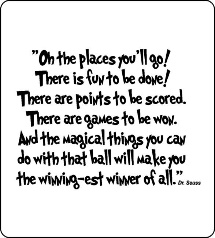 "Oh the places you'll go!
There is fun to be done!
There are points to be scored.
There are games to be won.
And the magical things you can
do with that ball will make you
the winning-est winner of all." Dr. Seuss